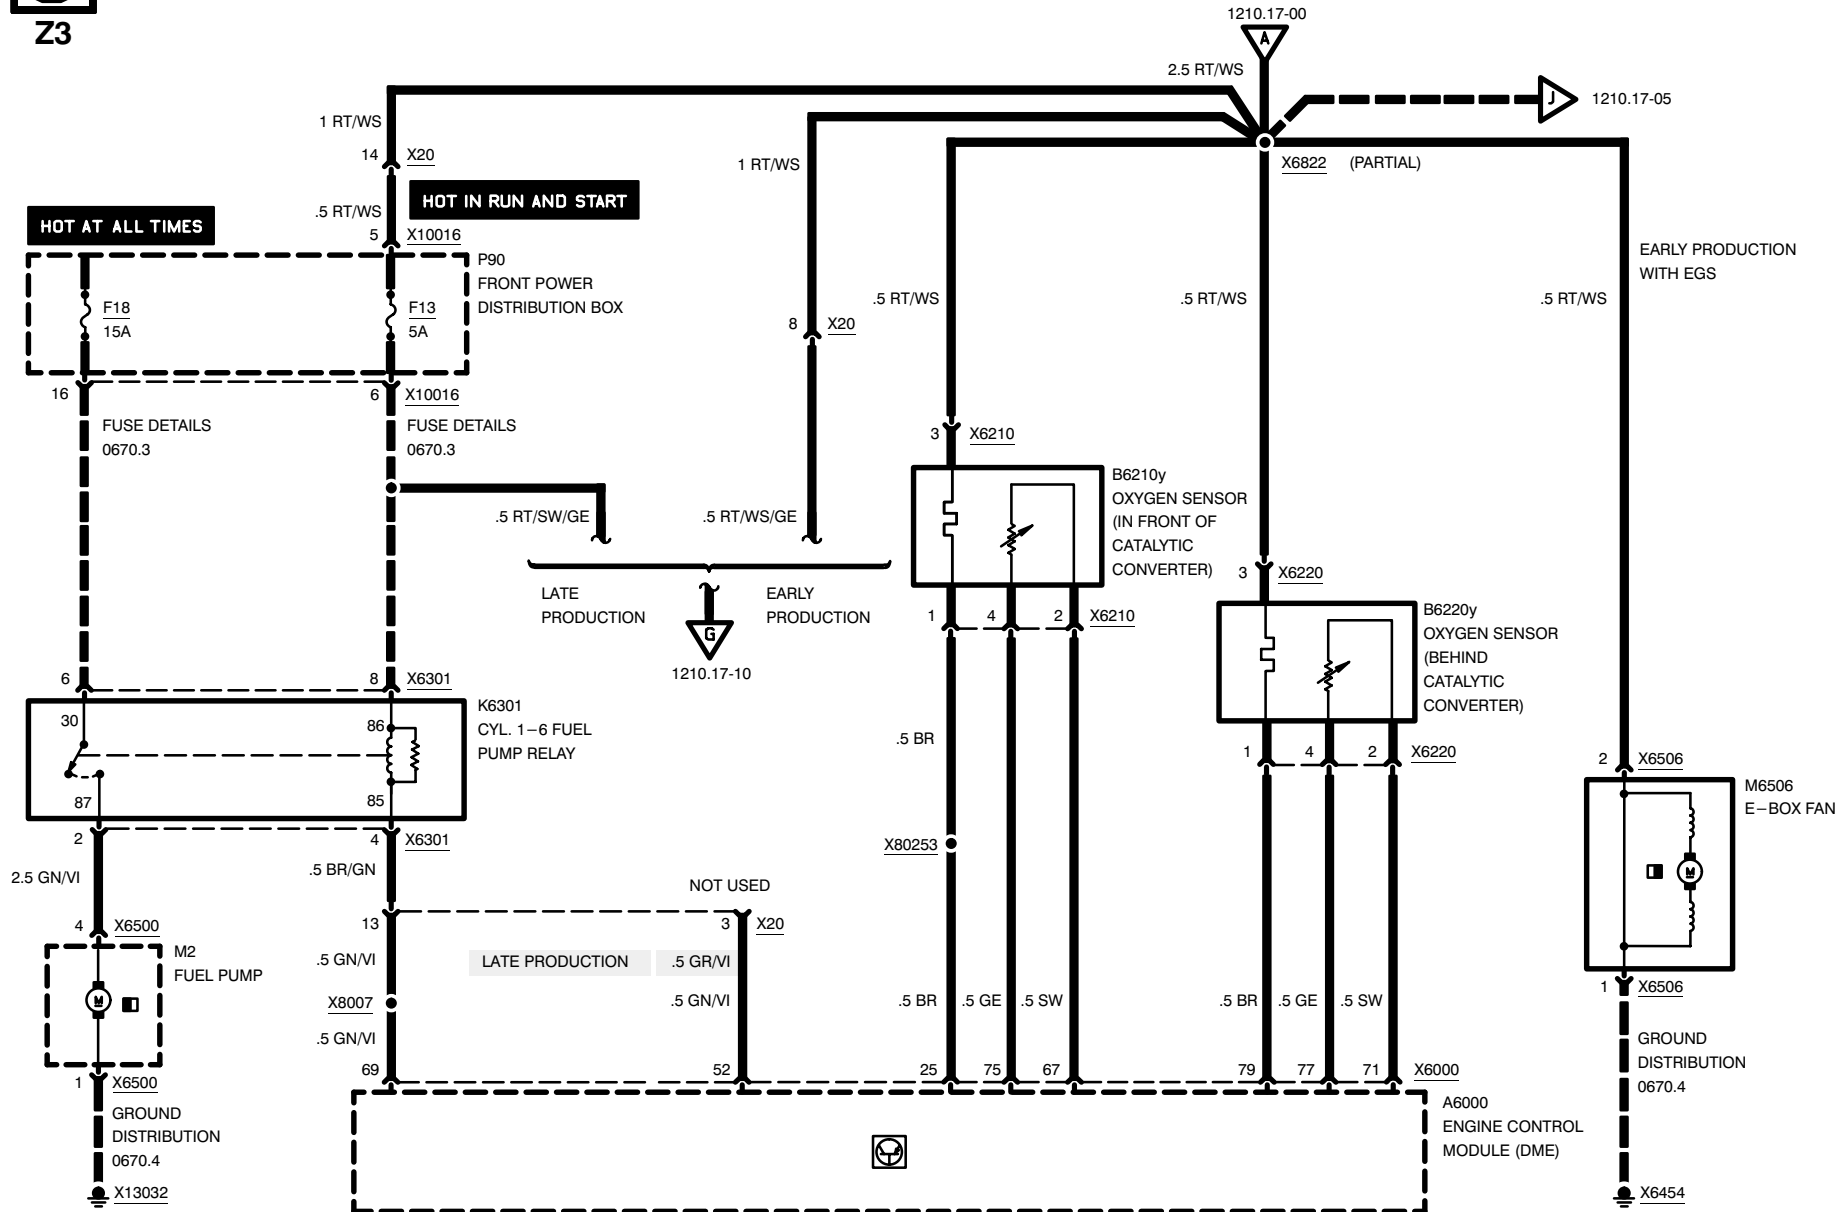 Z3
1210.17-00
A
2.5 RT/WS
J
1210.17-05
1 RT/WS
14 X20
1 RT/WS
X6822 (PARTIAL)
HOT IN RUN AND START
.5 RT/WS
HOT AT ALL TIMES
5 X10016
P90
FRONT POWER
DISTRIBUTION BOX
EARLY PRODUCTION
WITH EGS
F18
15A
F13
5A
.5 RT/WS
.5 RT/WS
.5 RT/WS
8 X20
16
6 X10016
FUSE DETAILS
0670.3
FUSE DETAILS
0670.3
3 X6210
B6210y
OXYGEN SENSOR
(IN FRONT OF
CATALYTIC
CONVERTER)
.5 RT/SW/GE
.5 RT/WS/GE
LATE
PRODUCTION
EARLY
PRODUCTION
G
1210.17-10
3 X6220
1 4 2 X6210
B6220y
OXYGEN SENSOR
(BEHIND
CATALYTIC
CONVERTER)
6
8 X6301
30
86
87
85
K6301
CYL. 1–6 FUEL
PUMP RELAY
.5 BR
1 4 2 X6220
2 X6506
M6506
E–BOX FAN
M
2
4 X6301
2.5 GN/VI
.5 BR/GN
X80253
NOT USED
4 X6500
13
3 X20
M2
FUEL PUMP
M
.5 GN/VI
LATE PRODUCTION .5 GR/VI
X8007
.5 GN/VI
.5 BR .5 GE .5 SW
.5 BR .5 GE .5 SW
1 X6506
.5 GN/VI
GROUND
DISTRIBUTION
0670.4
69 52 25 75 67 79 77 71 X6000
1 X6500
GROUND
DISTRIBUTION
0670.4
A6000
ENGINE CONTROL
MODULE (DME)
X13032
X6454